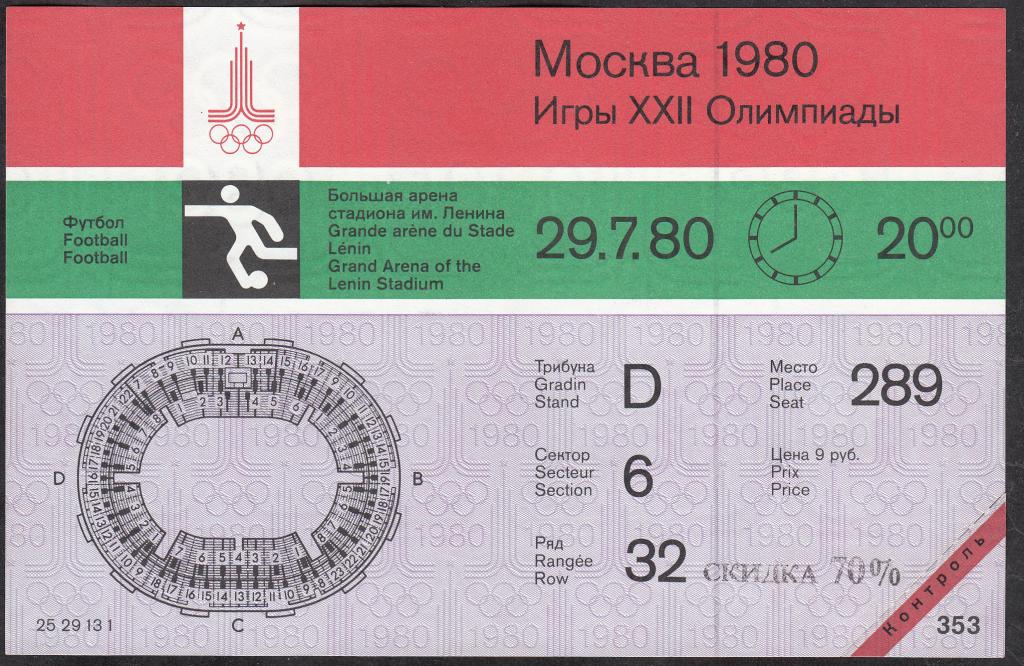 Москва 1980
Игры XXII Олимпиады
Футбол
Football
Football
Большая арена
стадиона им. Ленина
Grande arène du Stade
Lénin
Grand Arena of the
Lenin Stadium
29.7.80
20⁰⁰
A
B
C
D
Трибуна
Gradin
Stand
D
Место
Place
Seat
289
Сектор
Secteur
Section
6
Цена 9 руб.
Prix
Price
Ряд
Rangée
Row
32
СКИДКА 70%
Контроль
353
25 29 13 1